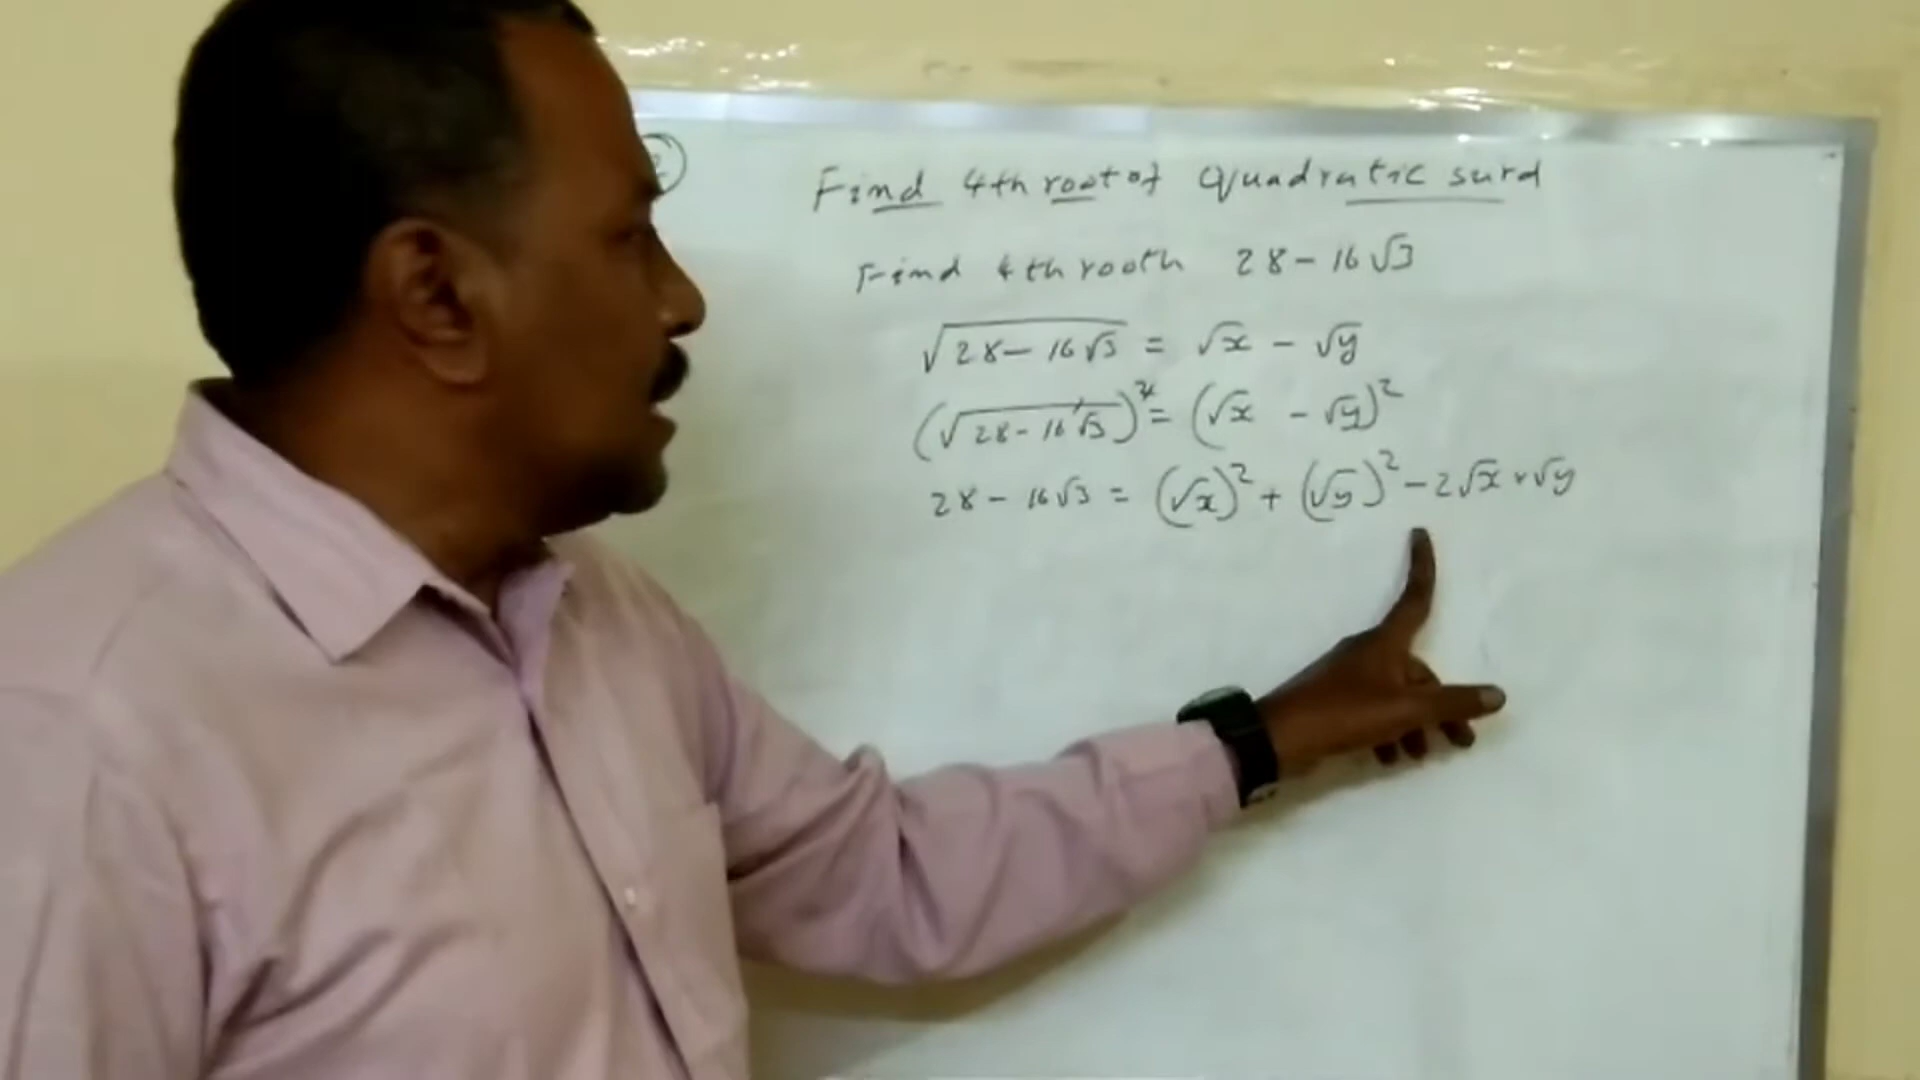 Find 4th root of Quadratic surd
Find 4th rooth 28 - 16√3
√(28 - 16√3) = √x - √y
(√(28 - 16√3))² = (√x - √y)²
28 - 16√3 = (√x)² + (√y)² - 2√x × √y